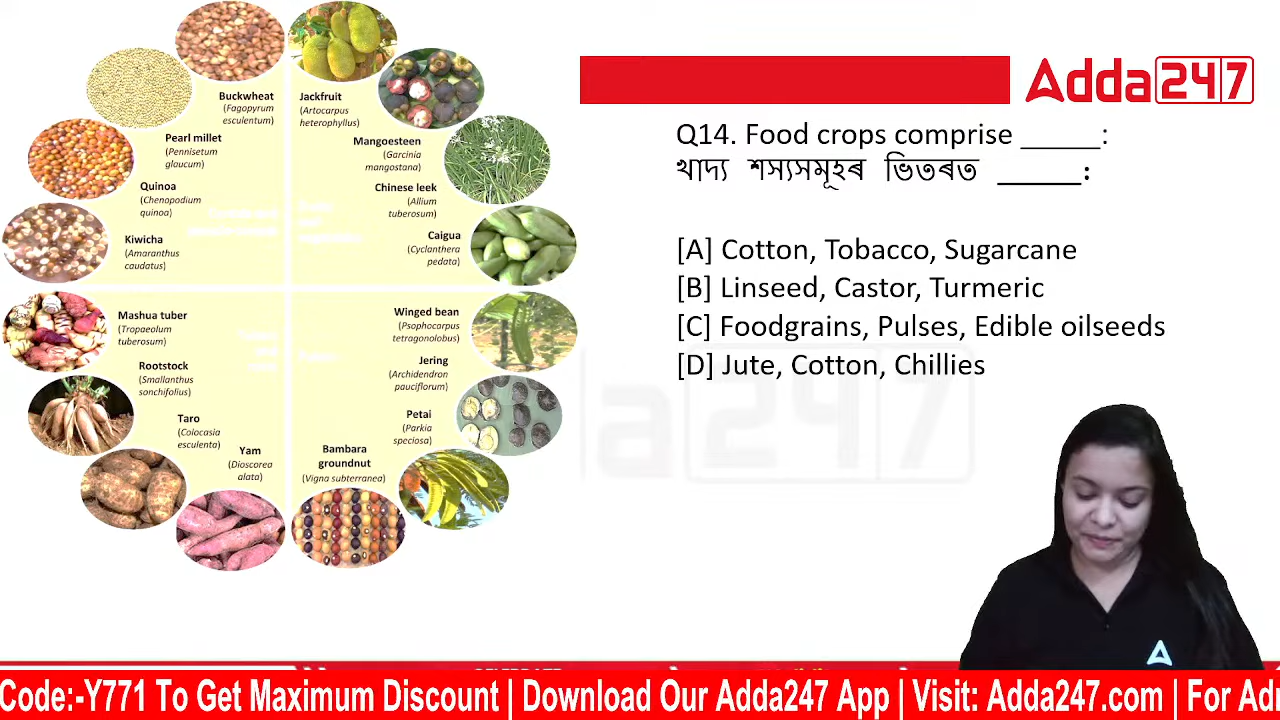 Buckwheat
(Fagopyrum
esculentum)
Pearl millet
(Pennisetum
glaucum)
Quinoa
(Chenopodium
quinoa)
Kiwicha
(Amaranthus
caudatus)
Jackfruit
(Artocarpus
heterophyllus)
Mangoesteen
(Garcinia
mangostana)
Chinese leek
(Allium
tuberosum)
Caigua
(Cyclanthera
pedata)
Mashua tuber
(Tropaeolum
tuberosum)
Rootstock
(Smallanthus
sonchifolius)
Taro
(Colocasia
esculenta)
Yam
(Dioscorea
alata)
Winged bean
(Psophocarpus
tetragonolobus)
Jering
(Archidendron
pauciflorum)
Petai
(Parkia
speciosa)
Bambara
groundnut
(Vigna subterranea)
Adda247
Q14. Food crops comprise _____:
খাদ্য শস্যসমূহৰ ভিতৰত ______:
[A] Cotton, Tobacco, Sugarcane
[B] Linseed, Castor, Turmeric
[C] Foodgrains, Pulses, Edible oilseeds
[D] Jute, Cotton, Chillies
Code:-Y771 To Get Maximum Discount | Download Our Adda247 App | Visit: Adda247.com | For Ad